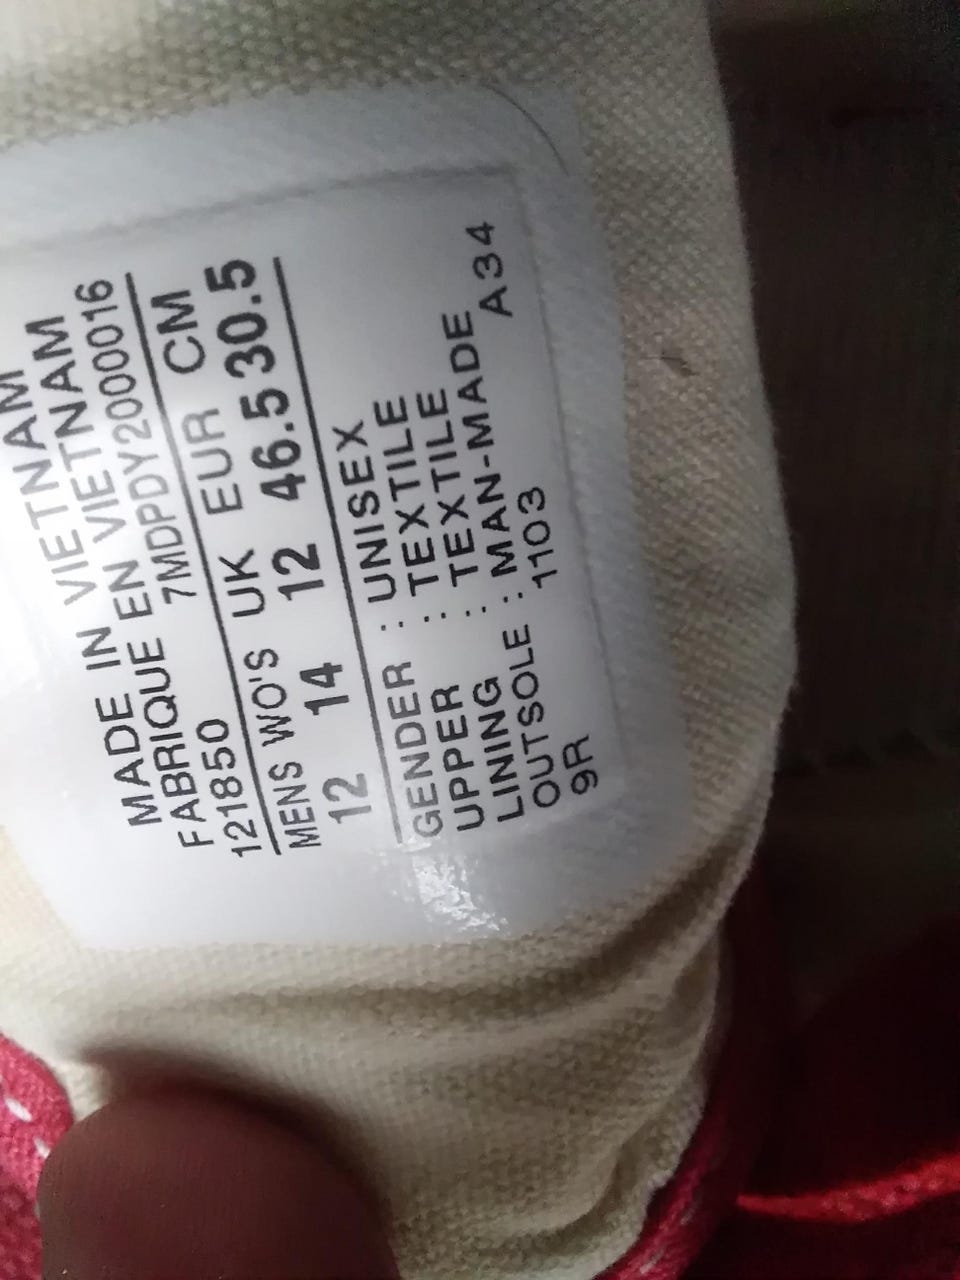 VIETNAM
MADE IN VIETNAM
FABRIQUE EN VIETNAM
121850 7MDPDY2000016
MENS WO'S UK EUR CM
12 14 12 46.5 30.5
GENDER : UNISEX
UPPER : TEXTILE
LINING : TEXTILE
OUTSOLE : MAN-MADE
9R 1103 A34